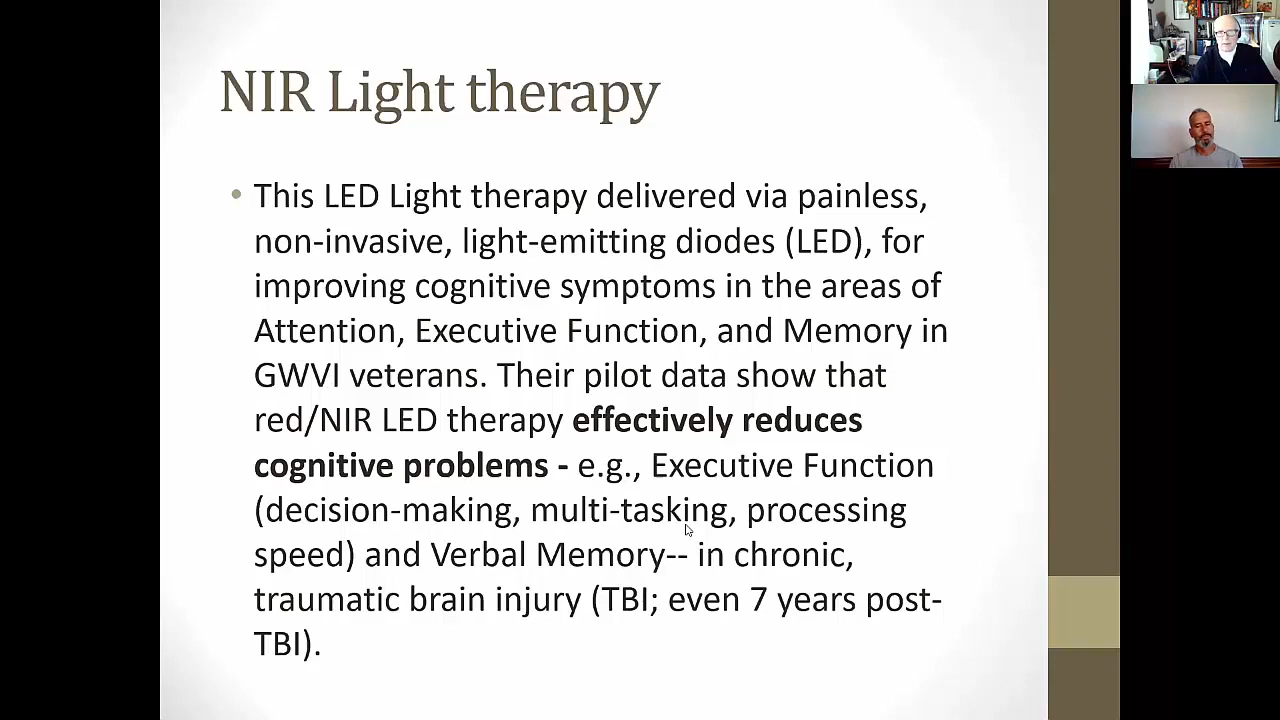 NIR Light therapy
• This LED Light therapy delivered via painless,
non-invasive, light-emitting diodes (LED), for
improving cognitive symptoms in the areas of
Attention, Executive Function, and Memory in
GWVI veterans. Their pilot data show that
red/NIR LED therapy effectively reduces
cognitive problems - e.g., Executive Function
(decision-making, multi-tasking, processing
speed) and Verbal Memory-- in chronic,
traumatic brain injury (TBI; even 7 years post-
TBI).